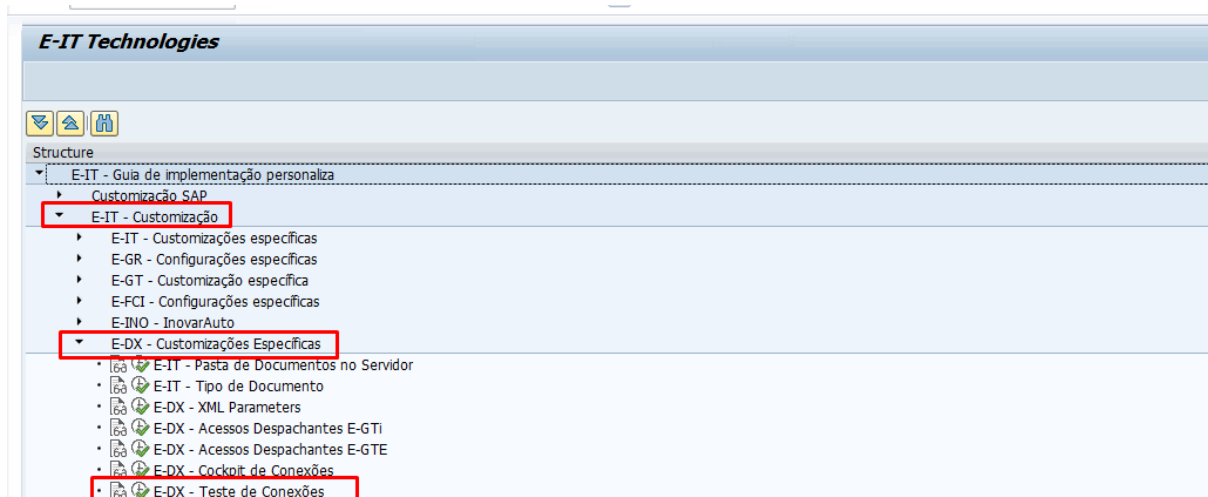 E-IT Technologies
Structure
E-IT - Guia de implementação personaliza
Customização SAP
E-IT - Customização
E-IT - Customizações específicas
E-GR - Configurações específicas
E-GT - Customização específica
E-FCI - Configurações específicas
E-INO - InovarAuto
E-DX - Customizações Específicas
E-IT - Pasta de Documentos no Servidor
E-IT - Tipo de Documento
E-DX - XML Parameters
E-DX - Acessos Despachantes E-GTi
E-DX - Acessos Despachantes E-GTE
E-DX - Cockpit de Conexões
E-DX - Teste de Conexões